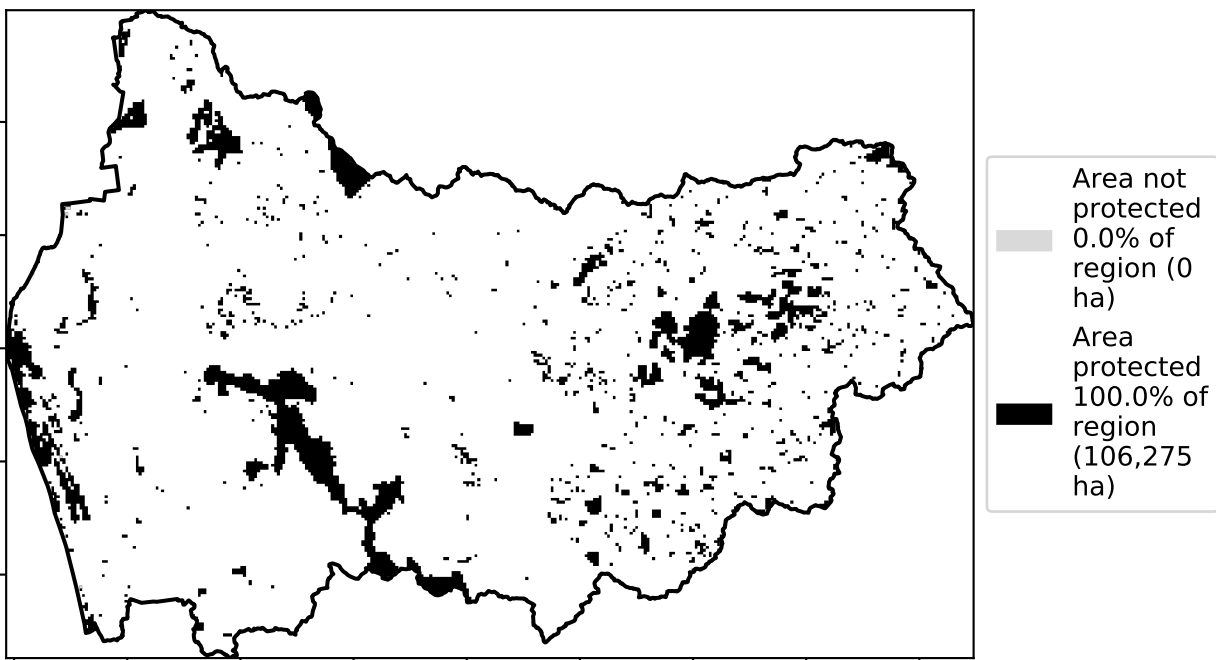 Area not
protected
0.0% of
region (0
ha)
Area
protected
100.0% of
region
(106,275
ha)